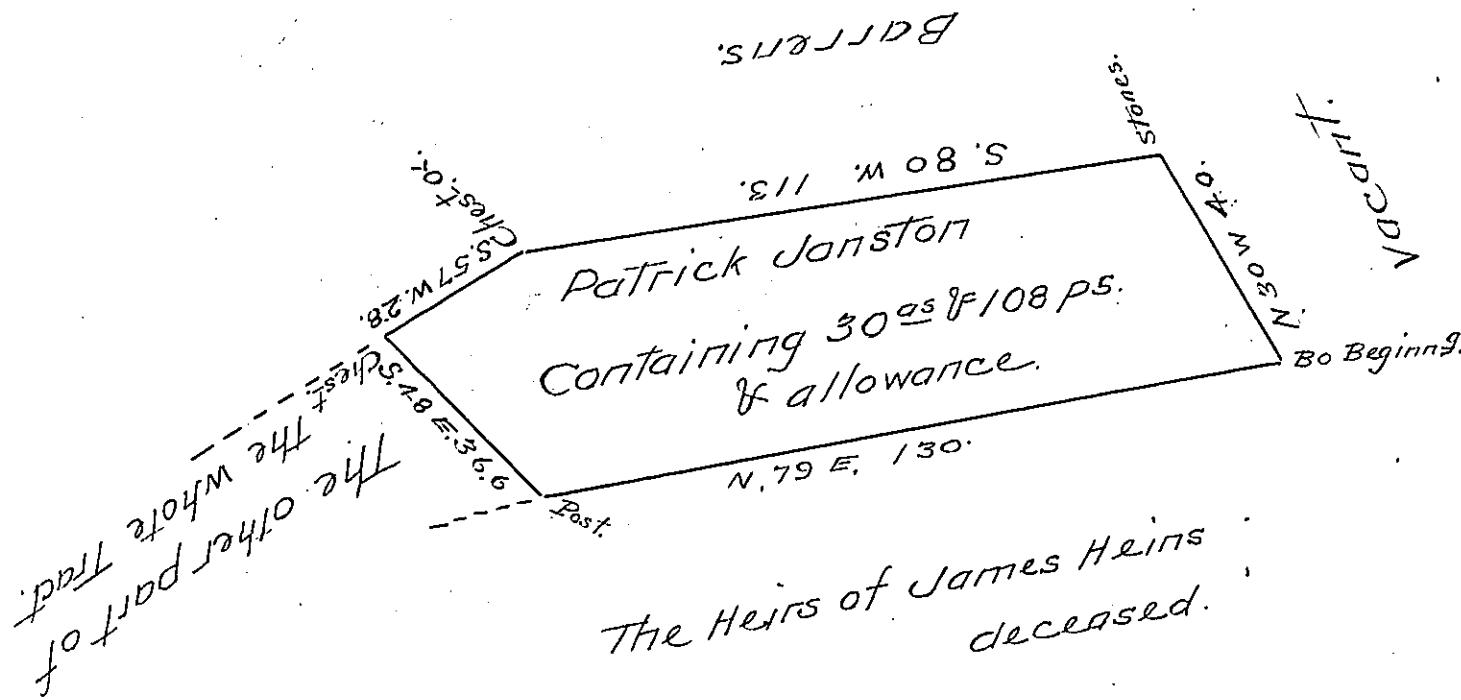 Barrens.
Stones.
Vacant.
S. 80 W. 113.
Chest. o.
S. 57 W. 28.
N. 30 W 40.
Patrick Janston
Containing 30 as & 108 ps.
& allowance.
Bo Beginng.
Chest
S. 48 E. 36.6
N. 79 E. 130.
Post.
The other part of
the whole Tract.
The Heirs of James Heins
deceased.